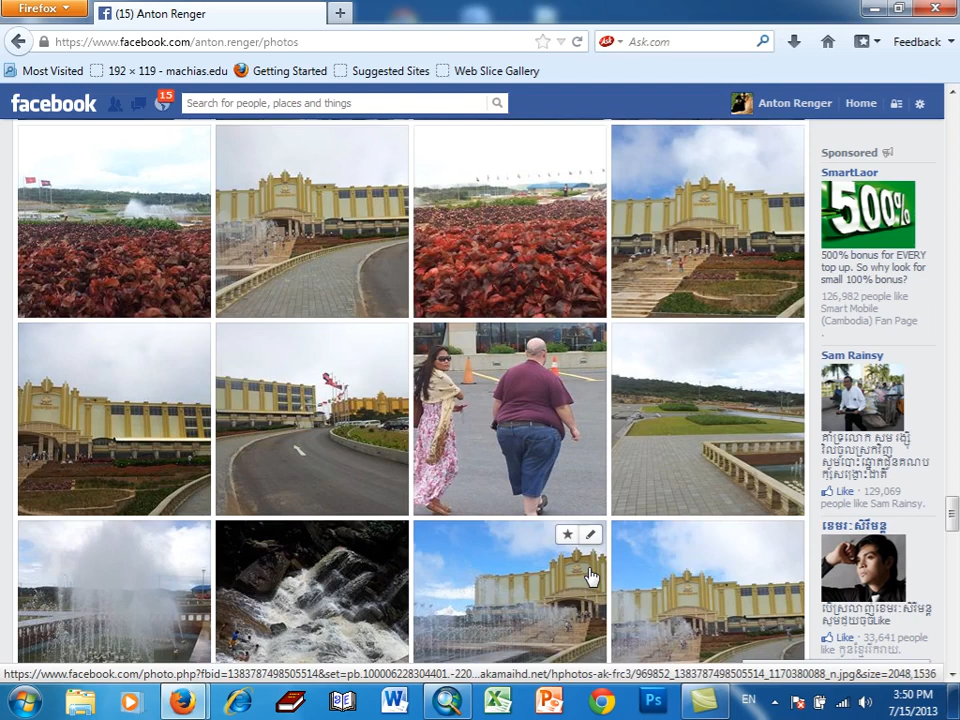 Firefox
(15) Anton Renger
https://www.facebook.com/anton.renger/photos
Ask.com
Feedback
Most Visited
192 × 119 - machias.edu
Getting Started
Suggested Sites
Web Slice Gallery
facebook
15
Search for people, places and things
Anton Renger
Home
Sponsored
SmartLaor
500%
500% bonus for EVERY
top up. So why look for
small 100% bonus?
126,982 people like
Smart Mobile
(Cambodia) Fan Page
.
Sam Rainsy
Like · 129,069
people like Sam Rainsy.
Like · 33,641 people
https://www.facebook.com/photo.php?fbid=1383787498505514&set=pb.100006228304401.-220...akamaihd.net/hphotos-ak-frc3/969852_1383787498505514_1170380088_n.jpg&size=2048,1536
EN
3:50 PM
7/15/2013